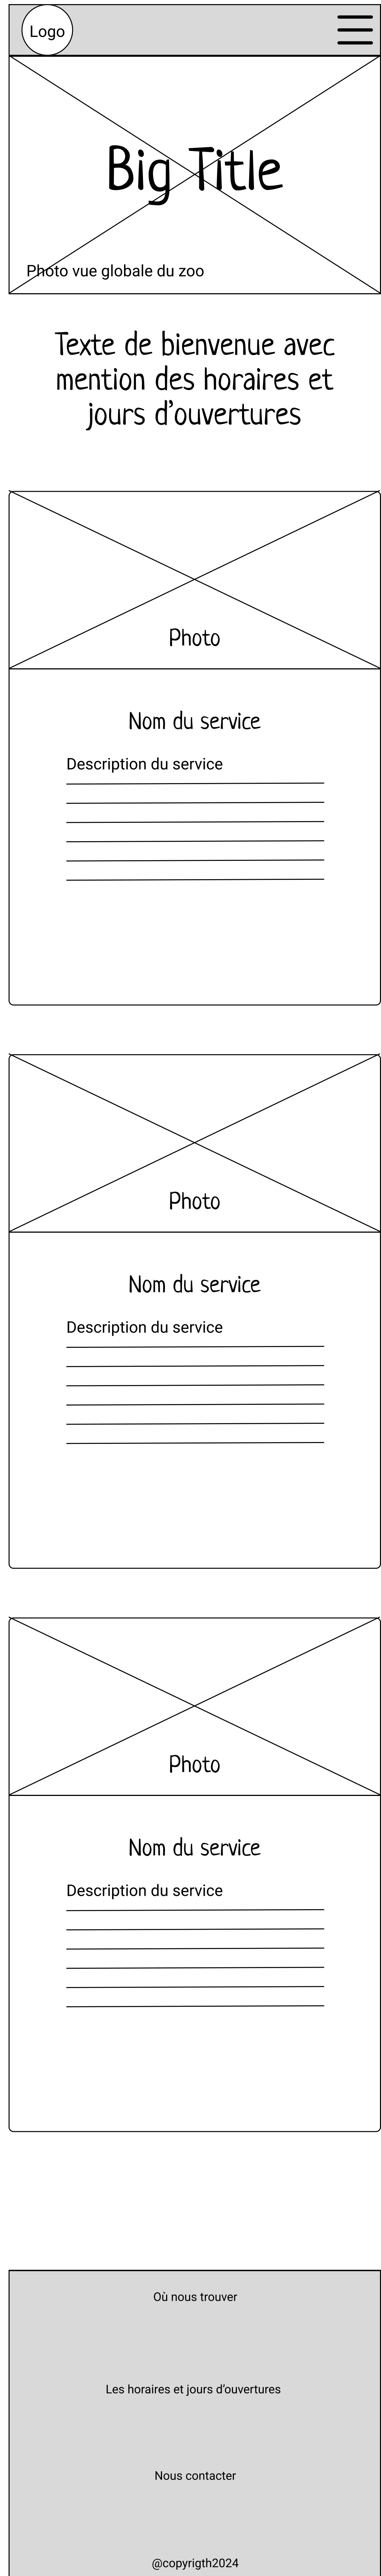 Logo
Big Title
Photo vue globale du zoo
Texte de bienvenue avec
mention des horaires et
jours d’ouvertures
Photo
Nom du service
Description du service
Photo
Nom du service
Description du service
Photo
Nom du service
Description du service
Où nous trouver
Les horaires et jours d’ouvertures
Nous contacter
@copyrigth2024